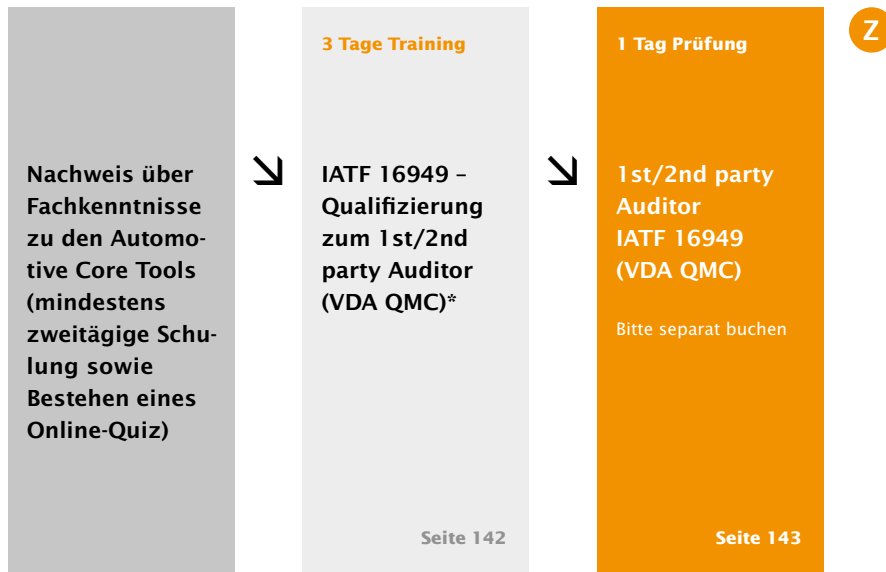 Nachweis über
Fachkenntnisse
zu den Automo-
tive Core Tools
(mindestens
zweitägige Schu-
lung sowie
Bestehen eines
Online-Quiz)
3 Tage Training
IATF 16949 –
Qualifizierung
zum 1st/2nd
party Auditor
(VDA QMC)*
Seite 142
1 Tag Prüfung
1st/2nd party
Auditor
IATF 16949
(VDA QMC)
Bitte separat buchen
Seite 143
Z